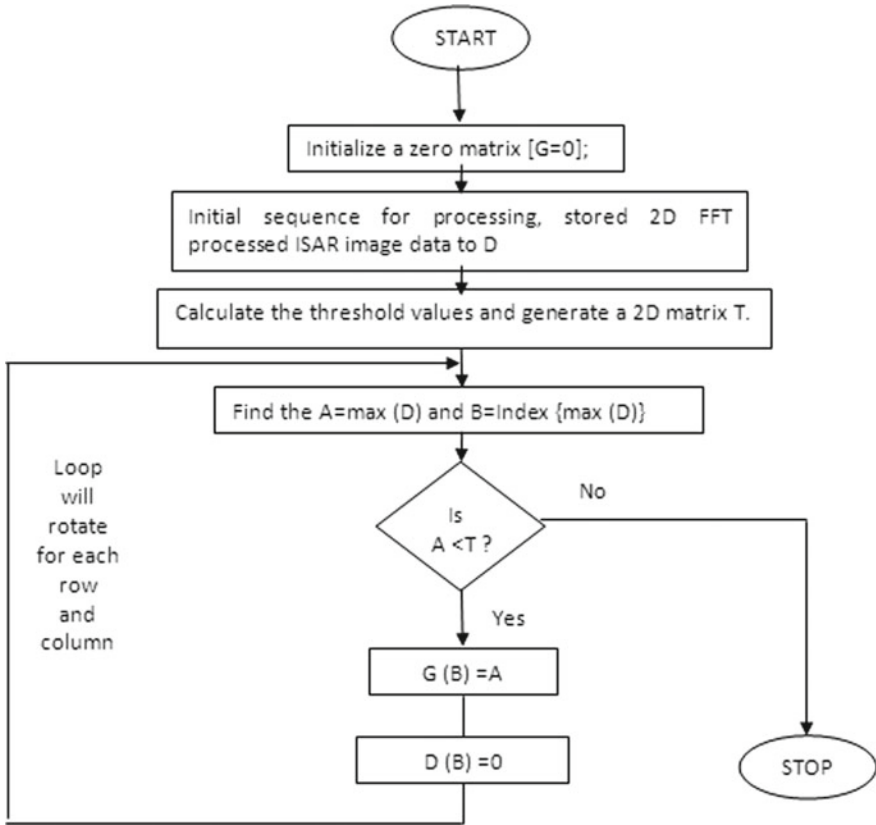 START
Initialize a zero matrix [G=0];
Initial sequence for processing, stored 2D FFT
processed ISAR image data to D
Calculate the threshold values and generate a 2D matrix T.
Find the A=max (D) and B=Index {max (D)}
Loop
will
rotate
for each
row
and
column
Is
A <T ?
No
Yes
G (B) =A
D (B) =0
STOP